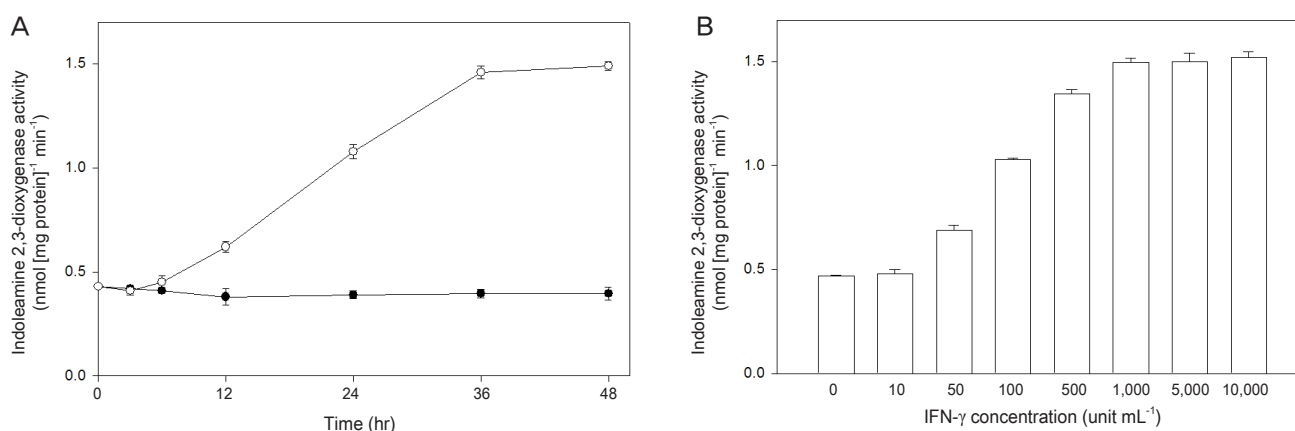 A
Indoleamine 2,3-dioxygenase activity
(nmol [mg protein]⁻¹ min⁻¹)
1.5
1.0
0.5
0.0
0
12
24
36
48
Time (hr)
B
Indoleamine 2,3-dioxygenase activity
(nmol [mg protein]⁻¹ min⁻¹)
1.5
1.0
0.5
0.0
0 10 50 100 500 1,000 5,000 10,000
IFN-γ concentration (unit mL⁻¹)